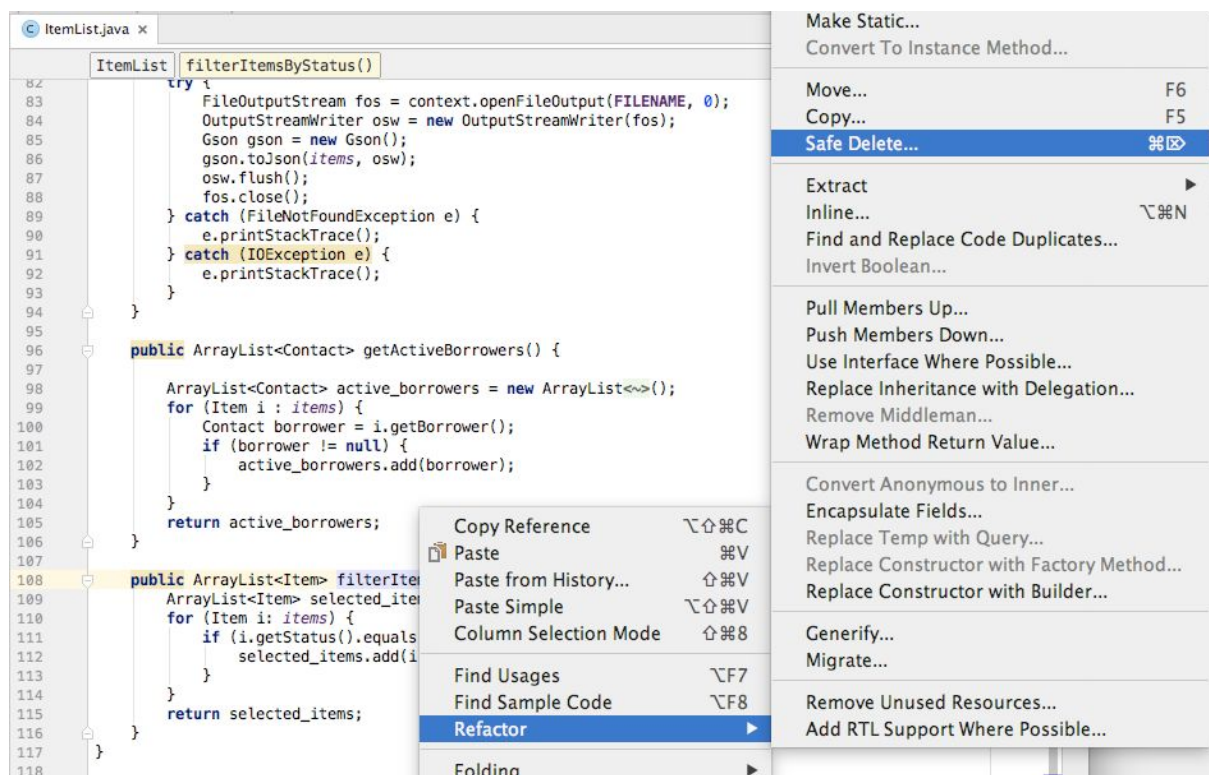 ItemList.java ×
ItemList filterItemsByStatus()
82 try {
83 FileOutputStream fos = context.openFileOutput(FILENAME, 0);
84 OutputStreamWriter osw = new OutputStreamWriter(fos);
85 Gson gson = new Gson();
86 gson.toJson(items, osw);
87 osw.flush();
88 fos.close();
89 } catch (FileNotFoundException e) {
90 e.printStackTrace();
91 } catch (IOException e) {
92 e.printStackTrace();
93 }
94 }
95
96 public ArrayList<Contact> getActiveBorrowers() {
97
98 ArrayList<Contact> active_borrowers = new ArrayList<~>();
99 for (Item i : items) {
100 Contact borrower = i.getBorrower();
101 if (borrower != null) {
102 active_borrowers.add(borrower);
103 }
104 }
105 return active_borrowers;
106 }
107
108 public ArrayList<Item> filterIte
109 ArrayList<Item> selected_ite
110 for (Item i: items) {
111 if (i.getStatus().equals
112 selected_items.add(i
113 }
114 }
115 return selected_items;
116 }
117 }
118
Copy Reference ⌥⇧⌘C
Paste ⌘V
Paste from History... ⇧⌘V
Paste Simple ⌥⇧⌘V
Column Selection Mode ⇧⌘8
Find Usages ⌥F7
Find Sample Code ⌥F8
Refactor ▶
Folding ▶
Make Static...
Convert To Instance Method...
Move... F6
Copy... F5
Safe Delete... ⌘⌦
Extract ▶
Inline... ⌥⌘N
Find and Replace Code Duplicates...
Invert Boolean...
Pull Members Up...
Push Members Down...
Use Interface Where Possible...
Replace Inheritance with Delegation...
Remove Middleman...
Wrap Method Return Value...
Convert Anonymous to Inner...
Encapsulate Fields...
Replace Temp with Query...
Replace Constructor with Factory Method...
Replace Constructor with Builder...
Generify...
Migrate...
Remove Unused Resources...
Add RTL Support Where Possible...